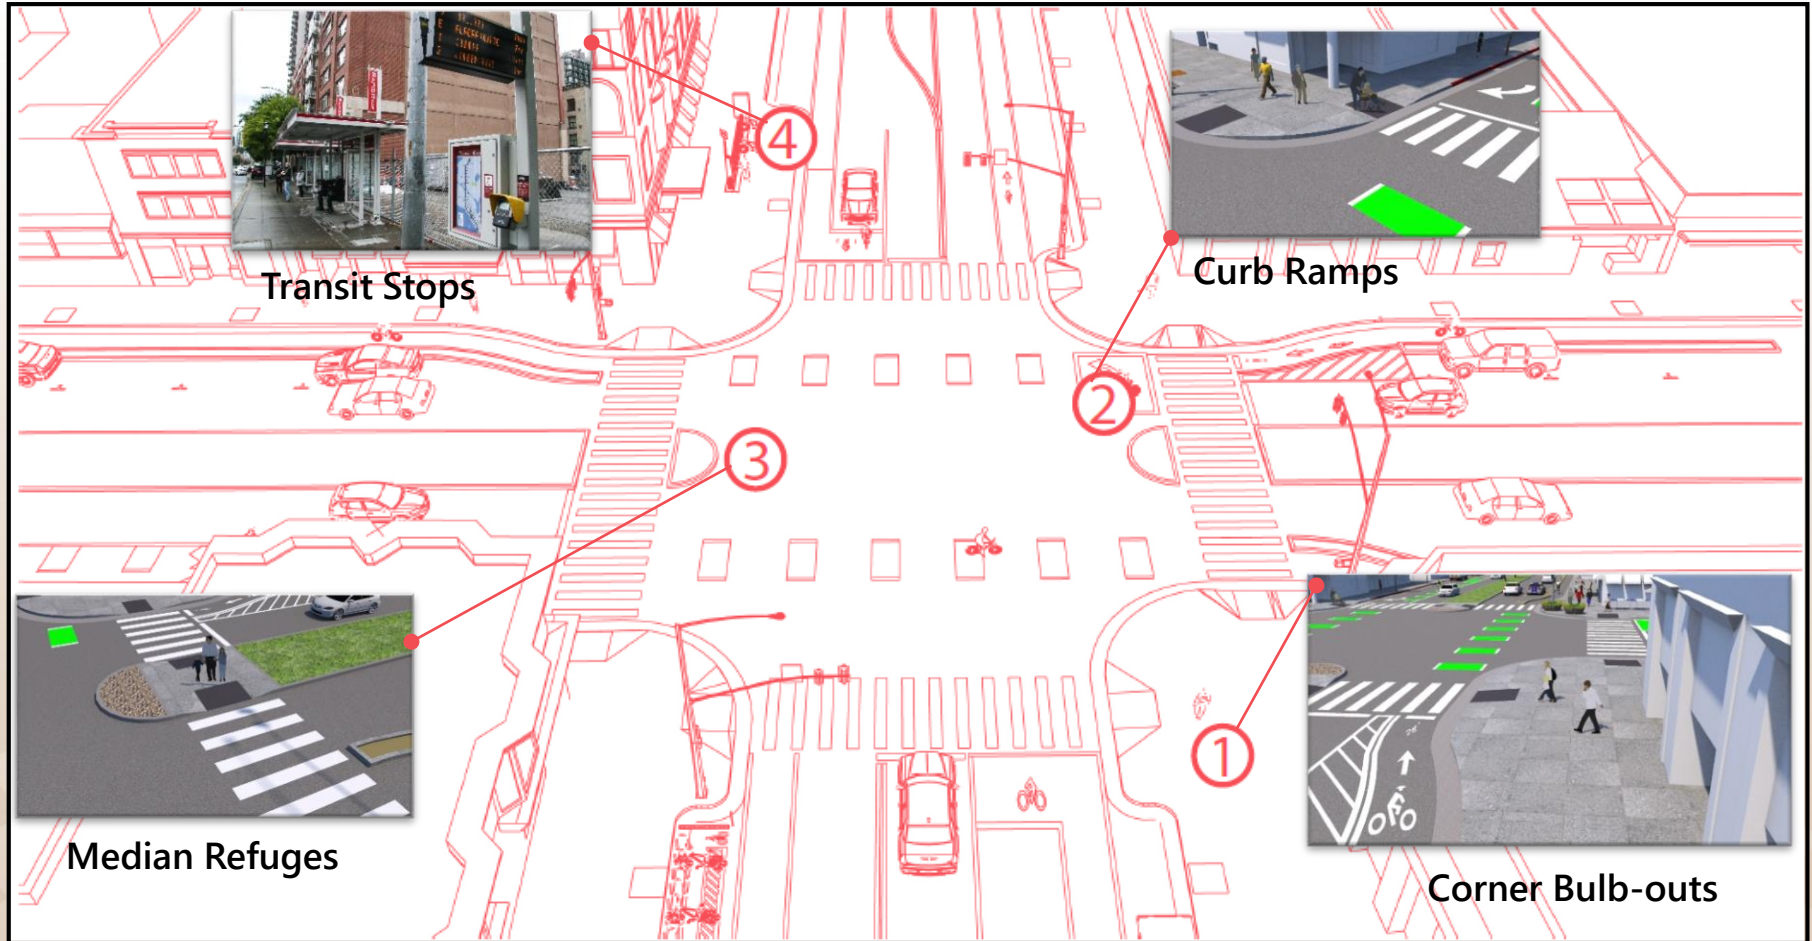 4
Transit Stops
Curb Ramps
2
3
1
Median Refuges
Corner Bulb-outs